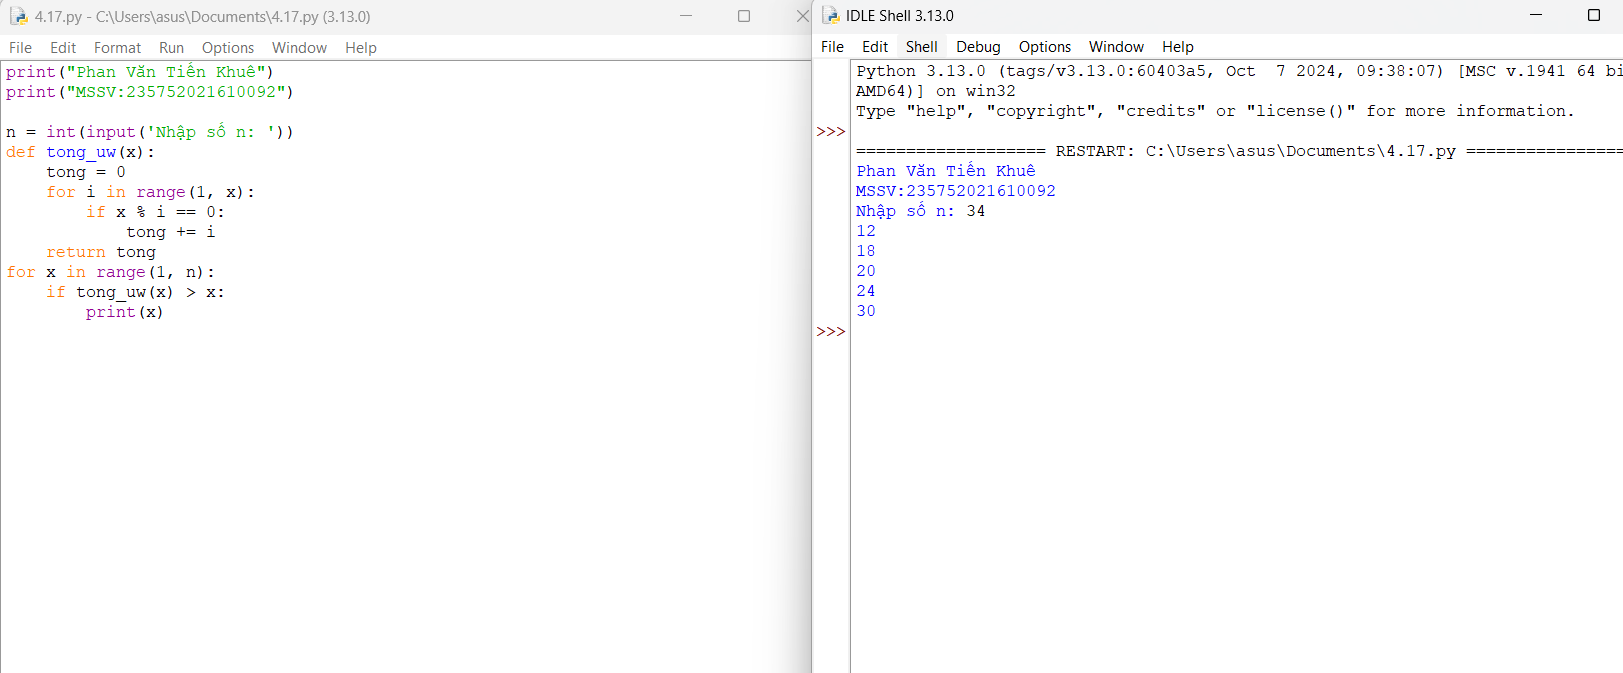 4.17.py - C:\Users\asus\Documents\4.17.py (3.13.0)
File Edit Format Run Options Window Help
print("Phan Văn Tiến Khuê")
print("MSSV:235752021610092")
n = int(input('Nhập số n: '))
def tong_uw(x):
    tong = 0
    for i in range(1, x):
        if x % i == 0:
            tong += i
    return tong
for x in range(1, n):
    if tong_uw(x) > x:
        print(x)
IDLE Shell 3.13.0
File Edit Shell Debug Options Window Help
Python 3.13.0 (tags/v3.13.0:60403a5, Oct  7 2024, 09:38:07) [MSC v.1941 64 bi
AMD64)] on win32
Type "help", "copyright", "credits" or "license()" for more information.
>>>
=================== RESTART: C:\Users\asus\Documents\4.17.py ================
Phan Văn Tiến Khuê
MSSV:235752021610092
Nhập số n: 34
12
18
20
24
30
>>>